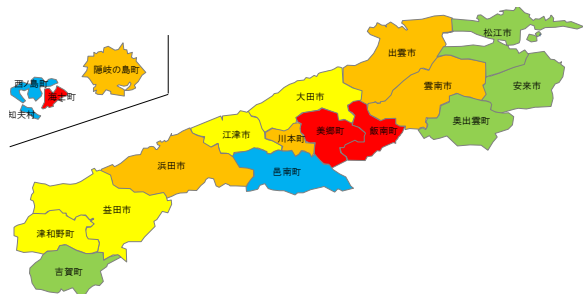 松江市
出雲市
隠岐の島町
西ノ島町
海士町
知夫村
安来市
雲南市
大田市
奥出雲町
飯南町
美郷町
江津市
川本町
浜田市
邑南町
益田市
津和野町
吉賀町